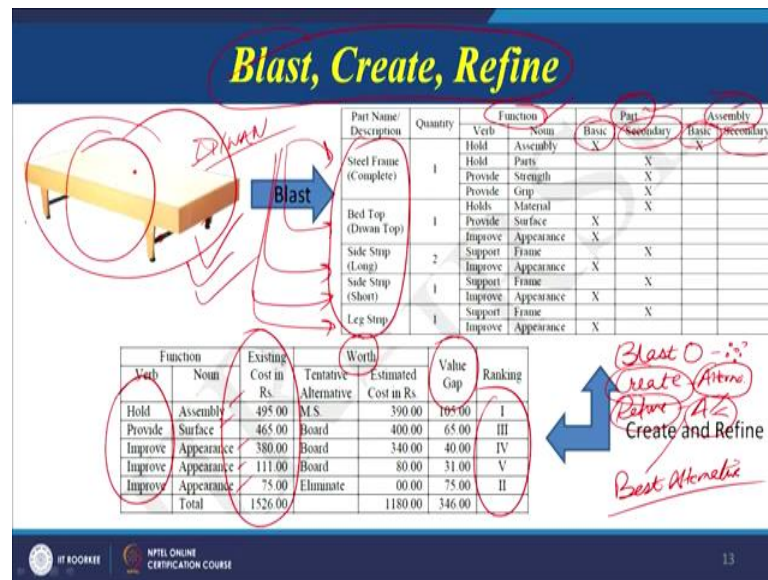 Blast, Create, Refine
DIWAN
Blast
Part Name/ Description Quantity Function Part Assembly
Verb Noun Basic Secondary Basic Secondary
Steel Frame (Complete) 1 Hold Assembly X X
Hold Parts X
Provide Strength X
Provide Grip X
Bed Top (Diwan Top) 1 Holds Material X
Provide Surface X
Improve Appearance X
Side Strip (Long) 2 Support Frame X
Improve Appearance X
Side Strip (Short) 1 Support Frame X
Improve Appearance X
Leg Strip 1 Support Frame X
Improve Appearance X
Function Existing Cost in Rs. Worth Value Gap Ranking
Verb Noun Tentative Alternative Estimated Cost in Rs.
Hold Assembly 495.00 M.S. 390.00 105.00 I
Provide Surface 465.00 Board 400.00 65.00 III
Improve Appearance 380.00 Board 340.00 40.00 IV
Improve Appearance 111.00 Board 80.00 31.00 V
Improve Appearance 75.00 Eliminate 00.00 75.00 II
Total 1526.00 1180.00 346.00
Blast
Create
Refine
Create and Refine
Best Alternative
IIT ROORKEE
NPTEL ONLINE
CERTIFICATION COURSE
13